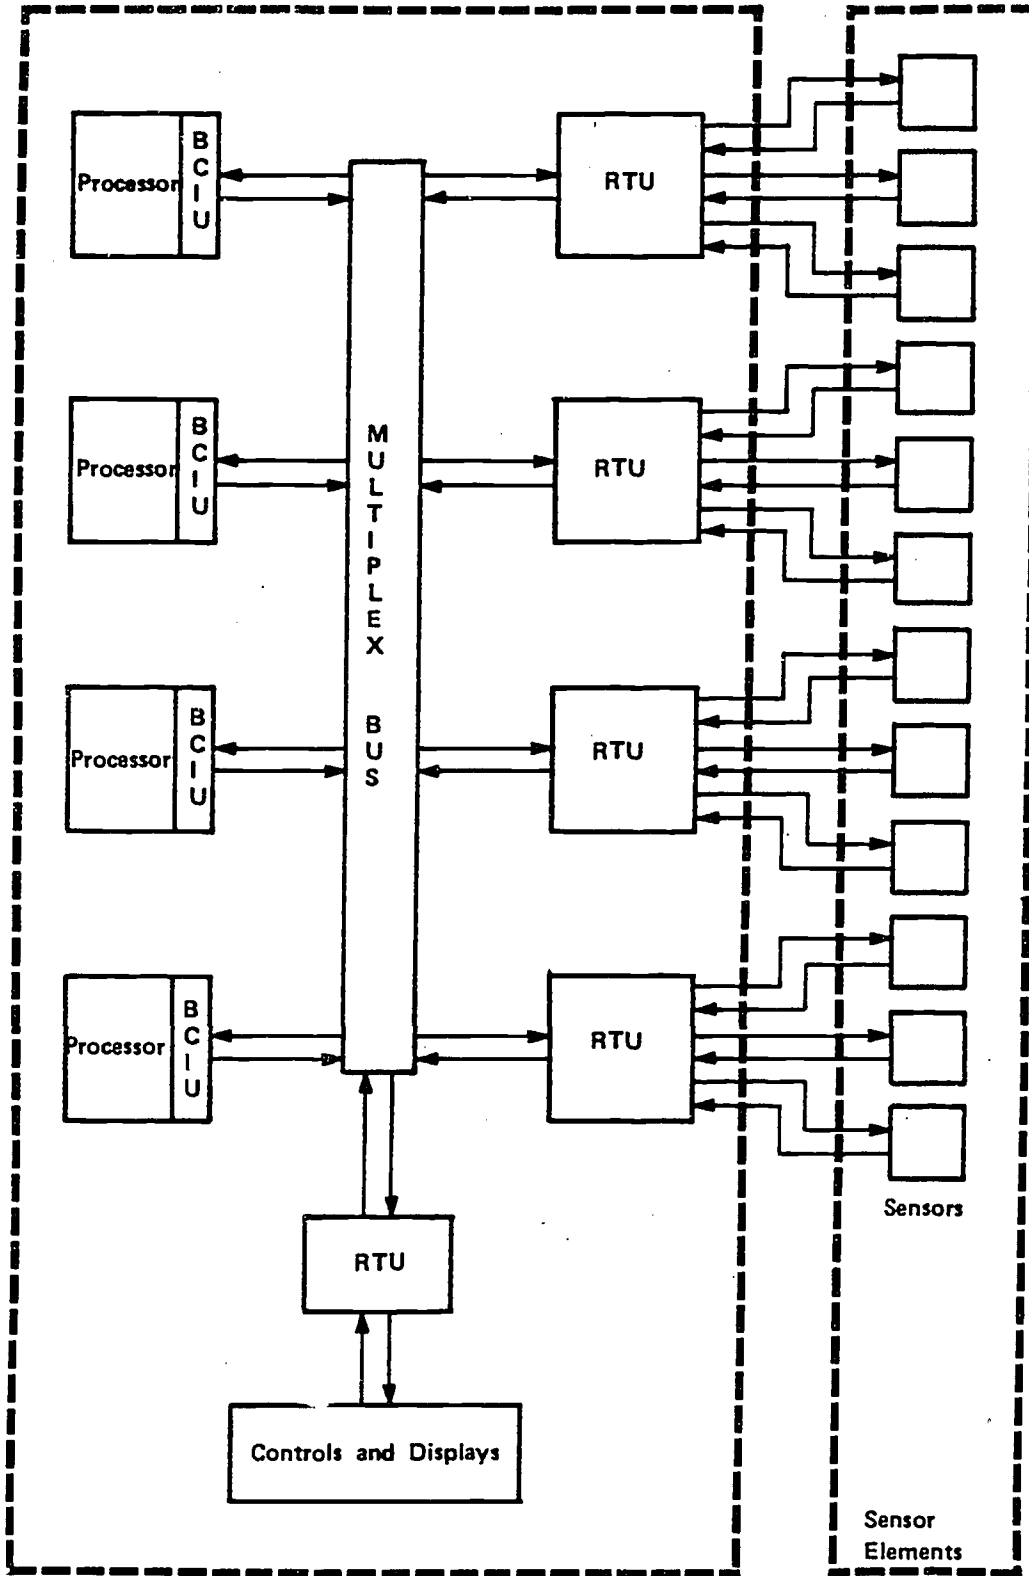 Processor
BCIU
RTU
Processor
BCIU
MULTIPLEX BUS
RTU
Processor
BCIU
RTU
Processor
BCIU
RTU
Sensors
RTU
Controls and Displays
Sensor
Elements